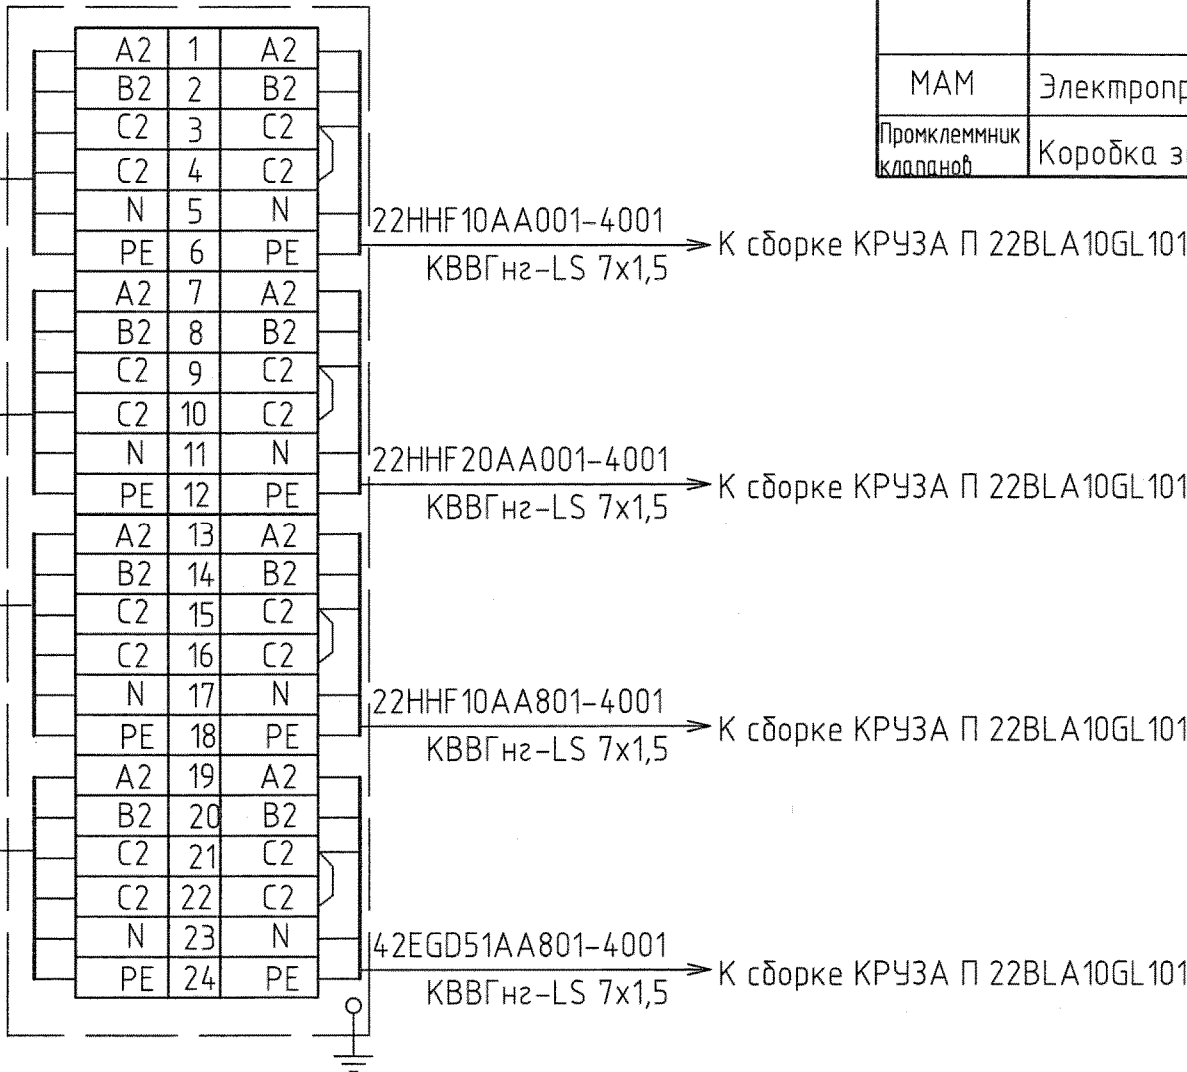 МАМ Электропр
Промклеммник
клапанов
Коробка з
A2 1 A2
B2 2 B2
C2 3 C2
C2 4 C2
N 5 N
PE 6 PE
22HHF10AA001-4001
КВВГнг-LS 7x1,5
К сборке КРУЗА П 22BLA10GL101
A2 7 A2
B2 8 B2
C2 9 C2
C2 10 C2
N 11 N
PE 12 PE
22HHF20AA001-4001
КВВГнг-LS 7x1,5
К сборке КРУЗА П 22BLA10GL101
A2 13 A2
B2 14 B2
C2 15 C2
C2 16 C2
N 17 N
PE 18 PE
22HHF10AA801-4001
КВВГнг-LS 7x1,5
К сборке КРУЗА П 22BLA10GL101
A2 19 A2
B2 20 B2
C2 21 C2
C2 22 C2
N 23 N
PE 24 PE
42EGD51AA801-4001
КВВГнг-LS 7x1,5
К сборке КРУЗА П 22BLA10GL101